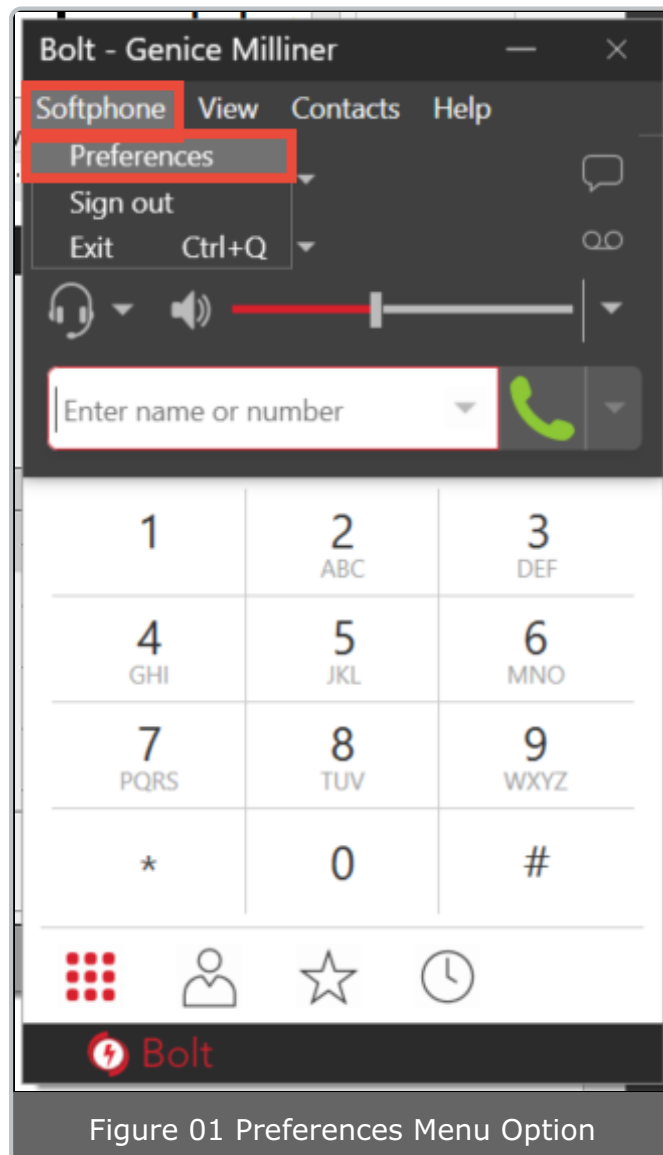 Bolt - Genice Milliner
Softphone View Contacts Help
Preferences
Sign out
Exit Ctrl+Q
Enter name or number
1 2 3
ABC DEF
4 5 6
GHI JKL MNO
7 8 9
PQRS TUV WXYZ
* 0 #
Bolt
Figure 01 Preferences Menu Option